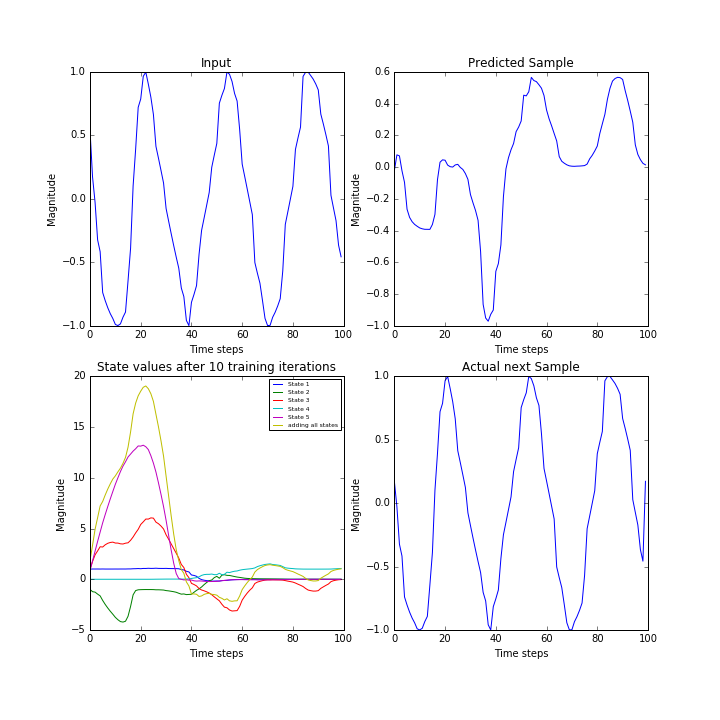 Input
Magnitude
1.0
0.5
0.0
−0.5
−1.0
0 20 40 60 80 100
Time steps
Predicted Sample
Magnitude
0.6
0.4
0.2
0.0
−0.2
−0.4
−0.6
−0.8
−1.0
0 20 40 60 80 100
Time steps
State values after 10 training iterations
Magnitude
20
15
10
5
0
−5
0 20 40 60 80 100
Time steps
State 1
State 2
State 3
State 4
State 5
adding all states
Actual next Sample
Magnitude
1.0
0.5
0.0
−0.5
−1.0
0 20 40 60 80 100
Time steps